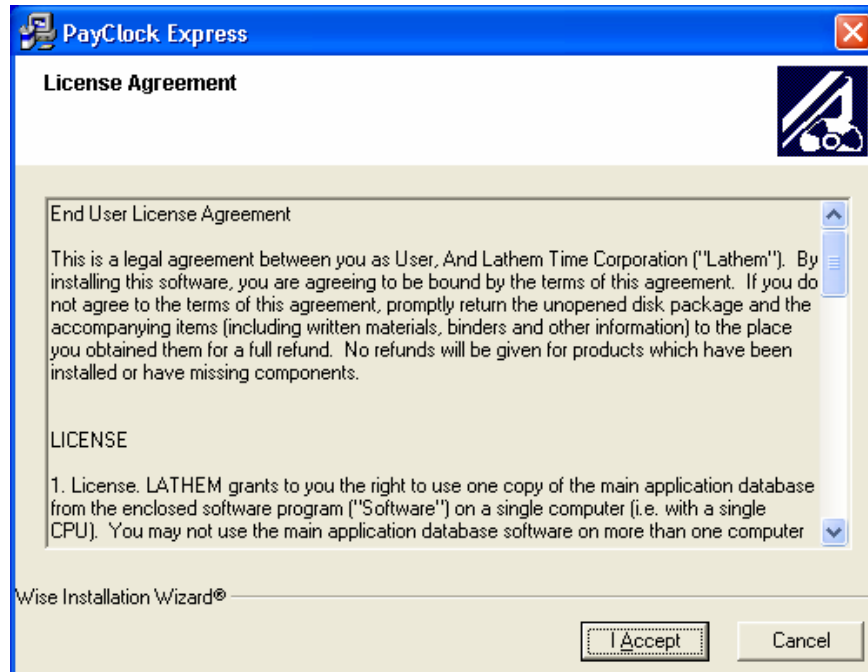 PayClock Express
License Agreement
End User License Agreement
This is a legal agreement between you as User, And Lathem Time Corporation ("Lathem").  By
installing this software, you are agreeing to be bound by the terms of this agreement.  If you do
not agree to the terms of this agreement, promptly return the unopened disk package and the
accompanying items (including written materials, binders and other information) to the place
you obtained them for a full refund.  No refunds will be given for products which have been
installed or have missing components.
LICENSE
1. License. LATHEM grants to you the right to use one copy of the main application database
from the enclosed software program ("Software") on a single computer (i.e. with a single
CPU).  You may not use the main application database software on more than one computer
Wise Installation Wizard®
I Accept
Cancel